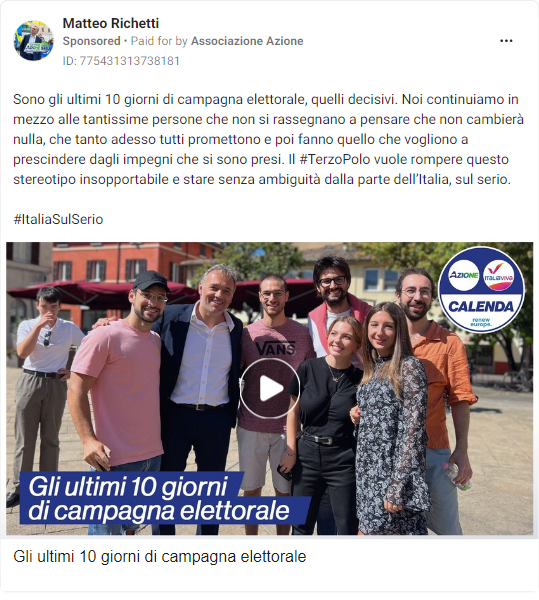 Matteo Richetti
Sponsored • Paid for by Associazione Azione
ID: 775431313738181
Sono gli ultimi 10 giorni di campagna elettorale, quelli decisivi. Noi continuiamo in
mezzo alle tantissime persone che non si rassegnano a pensare che non cambierà
nulla, che tanto adesso tutti promettono e poi fanno quello che vogliono a
prescindere dagli impegni che si sono presi. Il #TerzoPolo vuole rompere questo
stereotipo insopportabile e stare senza ambiguità dalla parte dell'Italia, sul serio.
#ItaliaSulSerio
AZIONE
ITALIAVIVA
CALENDA
renew
europe.
VANS
Gli ultimi 10 giorni
di campagna elettorale
Gli ultimi 10 giorni di campagna elettorale